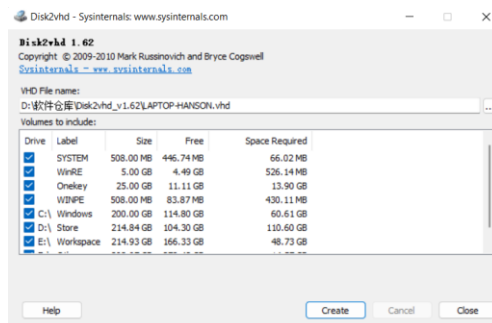 Disk2vhd - Sysinternals: www.sysinternals.com
Disk2vhd 1.62
Copyright © 2009-2010 Mark Russinovich and Bryce Cogswell
Sysinternals - www.sysinternals.com
VHD File name:
D:\软件仓库\Disk2vhd_v1.62\LAPTOP-HANSON.vhd
...
Volumes to include:
Drive Label Size Free Space Required
SYSTEM 508.00 MB 446.74 MB 66.02 MB
WinRE 5.00 GB 4.49 GB 526.14 MB
Onekey 25.00 GB 11.11 GB 13.90 GB
WINPE 508.00 MB 83.87 MB 430.11 MB
C:\ Windows 200.00 GB 114.80 GB 60.61 GB
D:\ Store 214.84 GB 104.30 GB 110.60 GB
E:\ Workspace 214.93 GB 166.33 GB 48.73 GB
Help Create Cancel Close